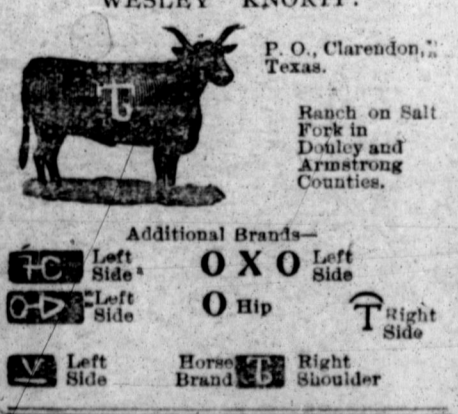 WESLEY KNORPP.
P. O., Clarendon,
Texas.
Ranch on Salt
Fork in
Donley and
Armstrong
Counties.
Additional Brands—
Left
Side
O X O Left
Side
Left
Side
O Hip
Right
Side
Left
Side
Horse
Brand
Right
Shoulder